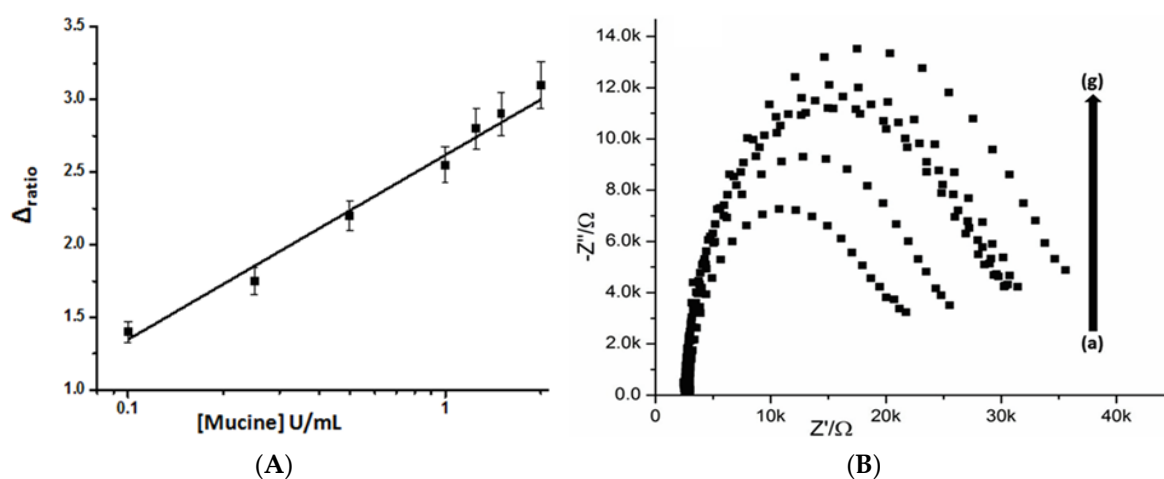 3.5
3.0
2.5
2.0
1.5
1.0
Δratio
0.1
1
[Mucine] U/mL
(A)
14.0k
12.0k
10.0k
8.0k
6.0k
4.0k
2.0k
0.0
-Z"/Ω
0
10k
20k
30k
40k
Z'/Ω
(g)
(a)
(B)